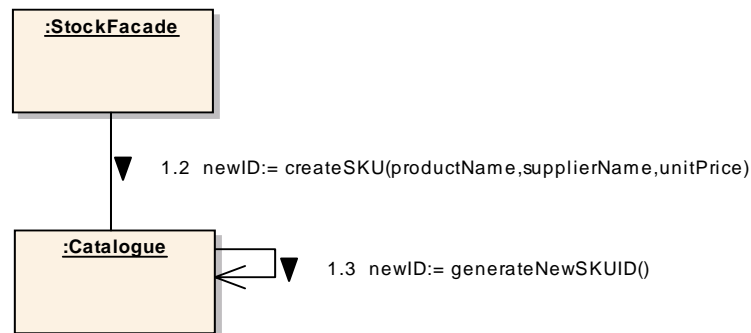 :StockFacade
1.2 newID:= createSKU(productName,supplierName,unitPrice)
:Catalogue
1.3 newID:= generateNewSKUID()